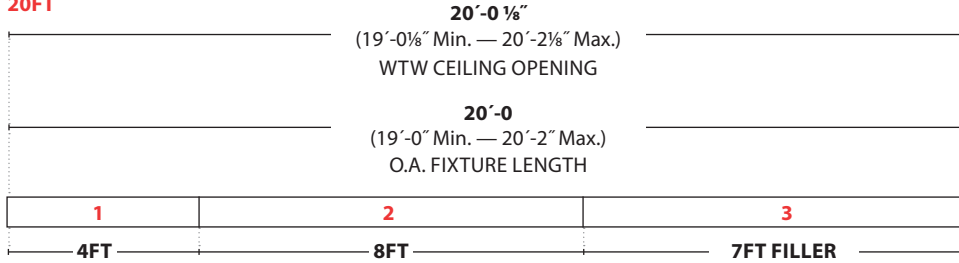 20FT
20´-0 ⅛˝
(19´-0⅛˝ Min. — 20´-2⅛˝ Max.)
WTW CEILING OPENING
20´-0
(19´-0˝ Min. — 20´-2˝ Max.)
O.A. FIXTURE LENGTH
1 2 3
4FT 8FT 7FT FILLER